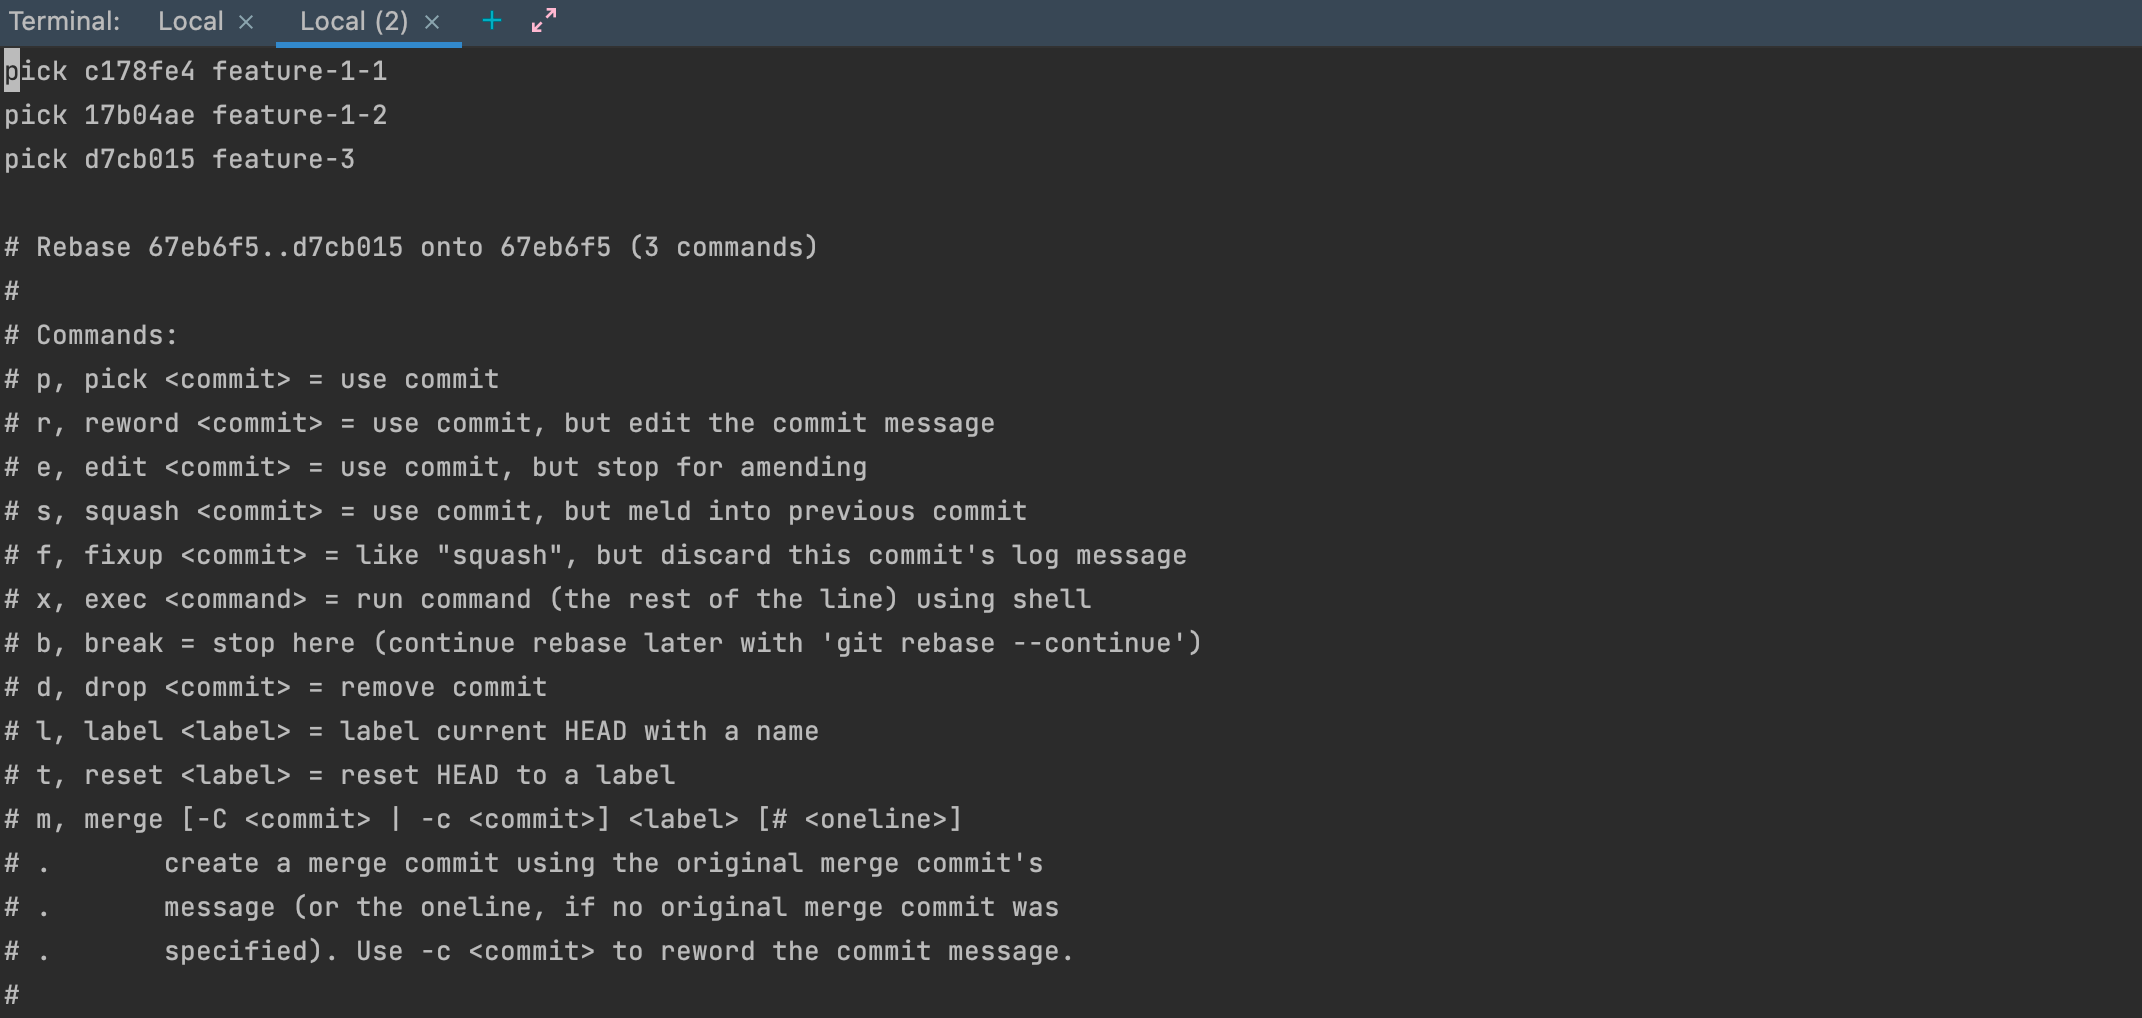 Terminal: Local × Local (2) × +
pick c178fe4 feature-1-1
pick 17b04ae feature-1-2
pick d7cb015 feature-3
# Rebase 67eb6f5..d7cb015 onto 67eb6f5 (3 commands)
#
# Commands:
# p, pick <commit> = use commit
# r, reword <commit> = use commit, but edit the commit message
# e, edit <commit> = use commit, but stop for amending
# s, squash <commit> = use commit, but meld into previous commit
# f, fixup <commit> = like "squash", but discard this commit's log message
# x, exec <command> = run command (the rest of the line) using shell
# b, break = stop here (continue rebase later with 'git rebase --continue')
# d, drop <commit> = remove commit
# l, label <label> = label current HEAD with a name
# t, reset <label> = reset HEAD to a label
# m, merge [-C <commit> | -c <commit>] <label> [# <oneline>]
# .       create a merge commit using the original merge commit's
# .       message (or the oneline, if no original merge commit was
# .       specified). Use -c <commit> to reword the commit message.
#